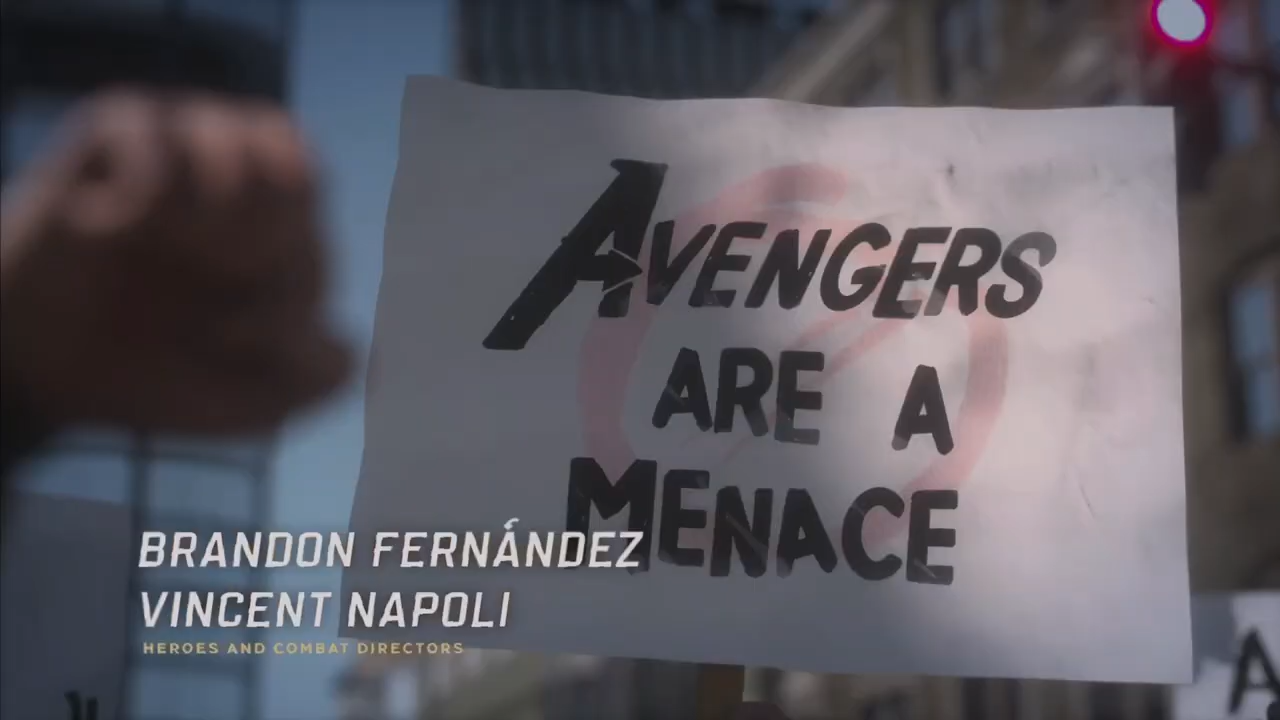 AVENGERS
ARE A
MENACE
BRANDON FERNÁNDEZ
VINCENT NAPOLI
HEROES AND COMBAT DIRECTORS